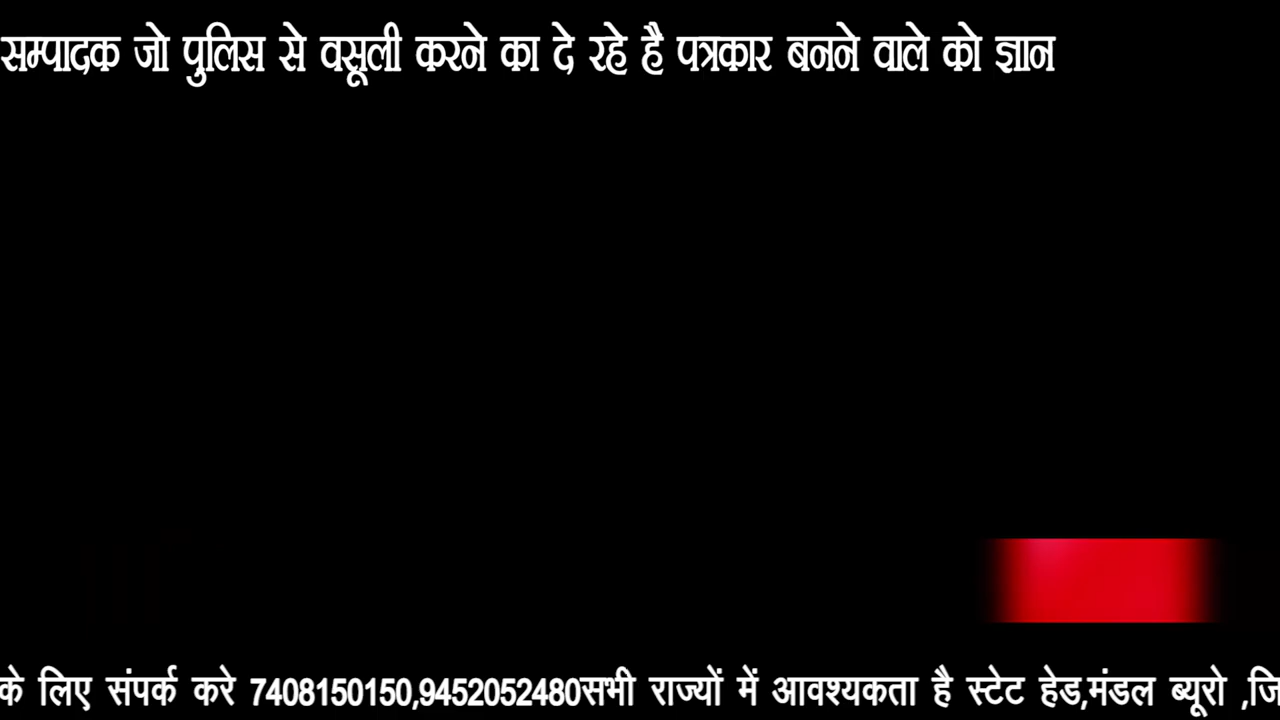 सम्पादक जो पुलिस से वसूली करने का दे रहे है पत्रकार बनने वाले को ज्ञान
के लिए संपर्क करे 7408150150,9452052480सभी राज्यों में आवश्यकता है स्टेट हेड,मंडल ब्यूरो ,जि